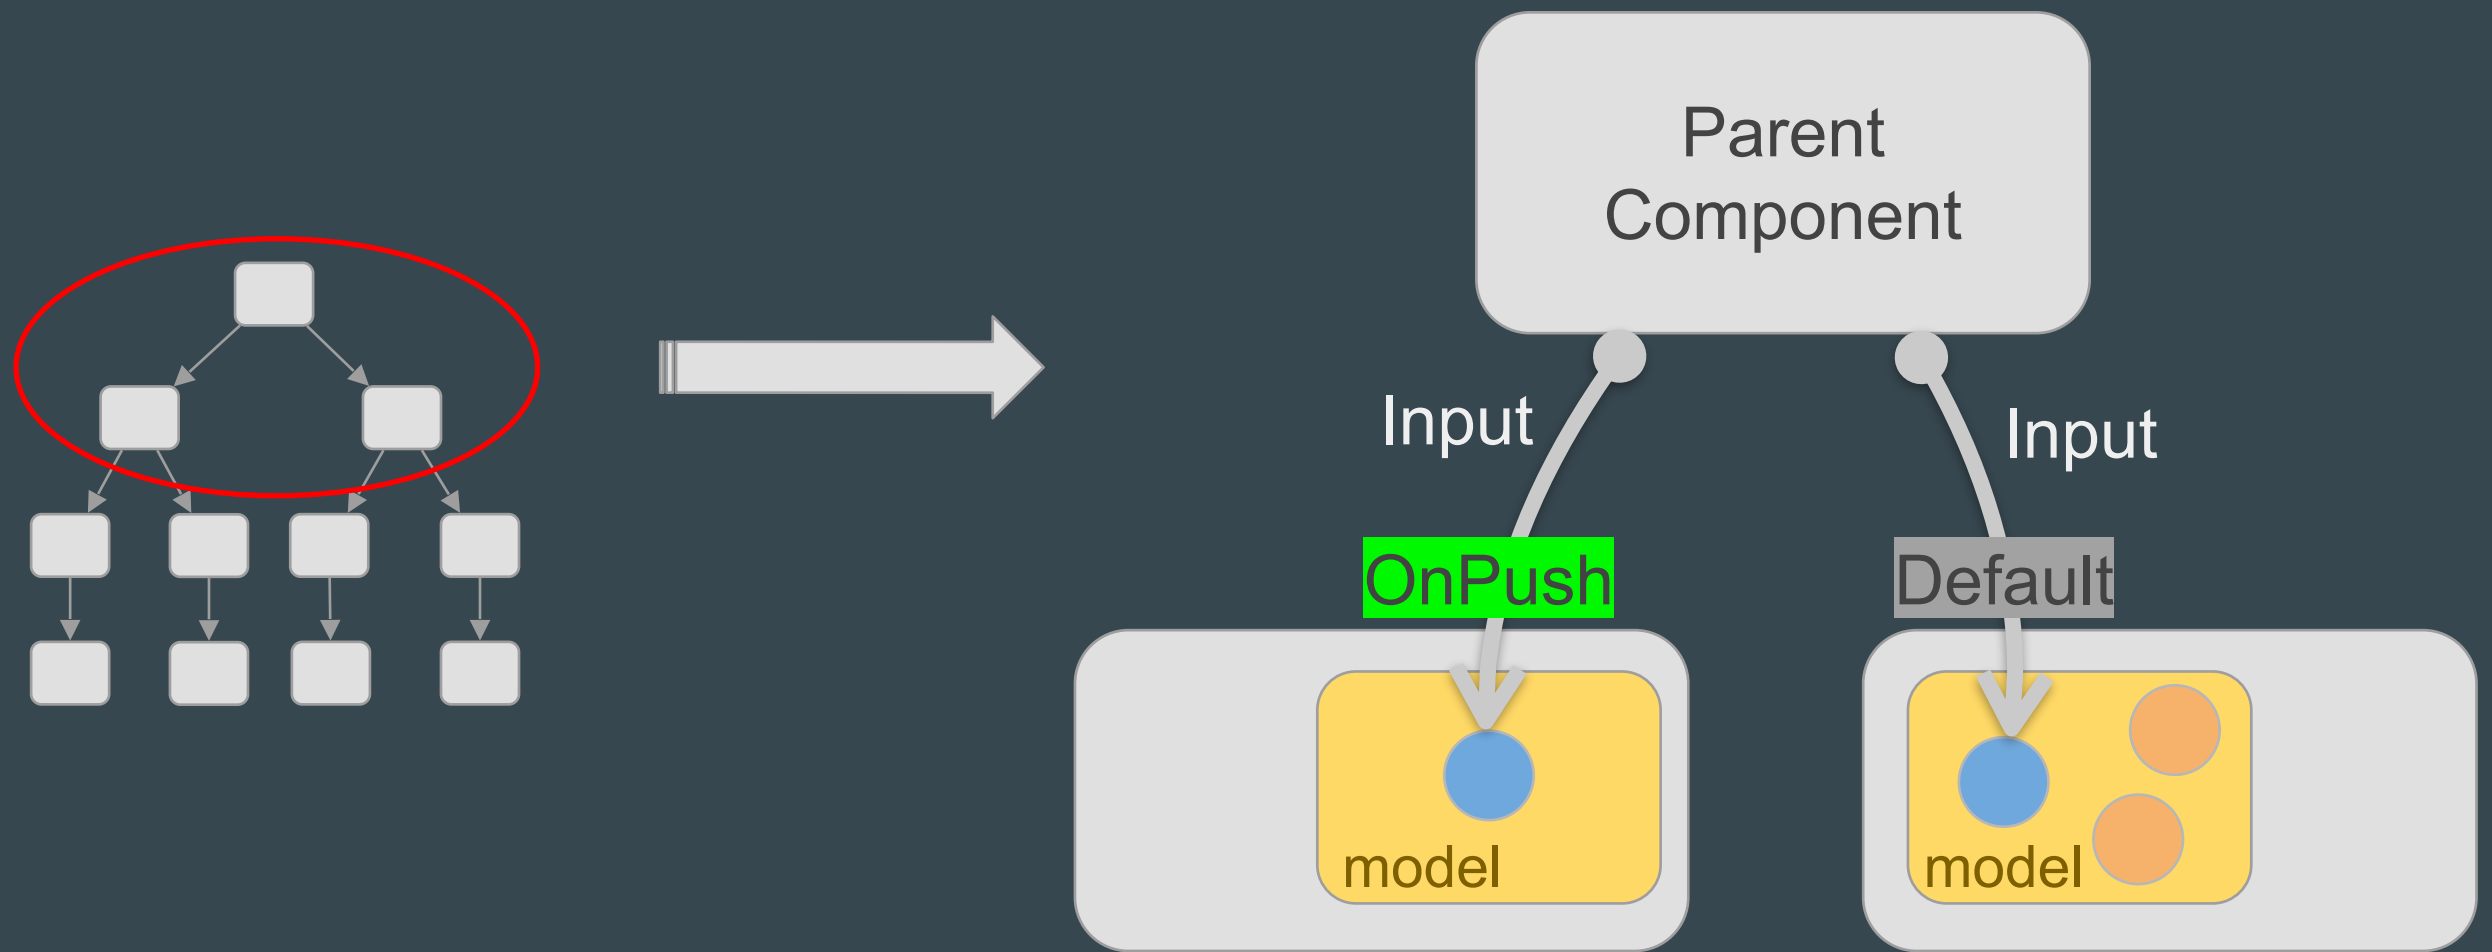 Parent
Component
Input
Input
OnPush
Default
model
model